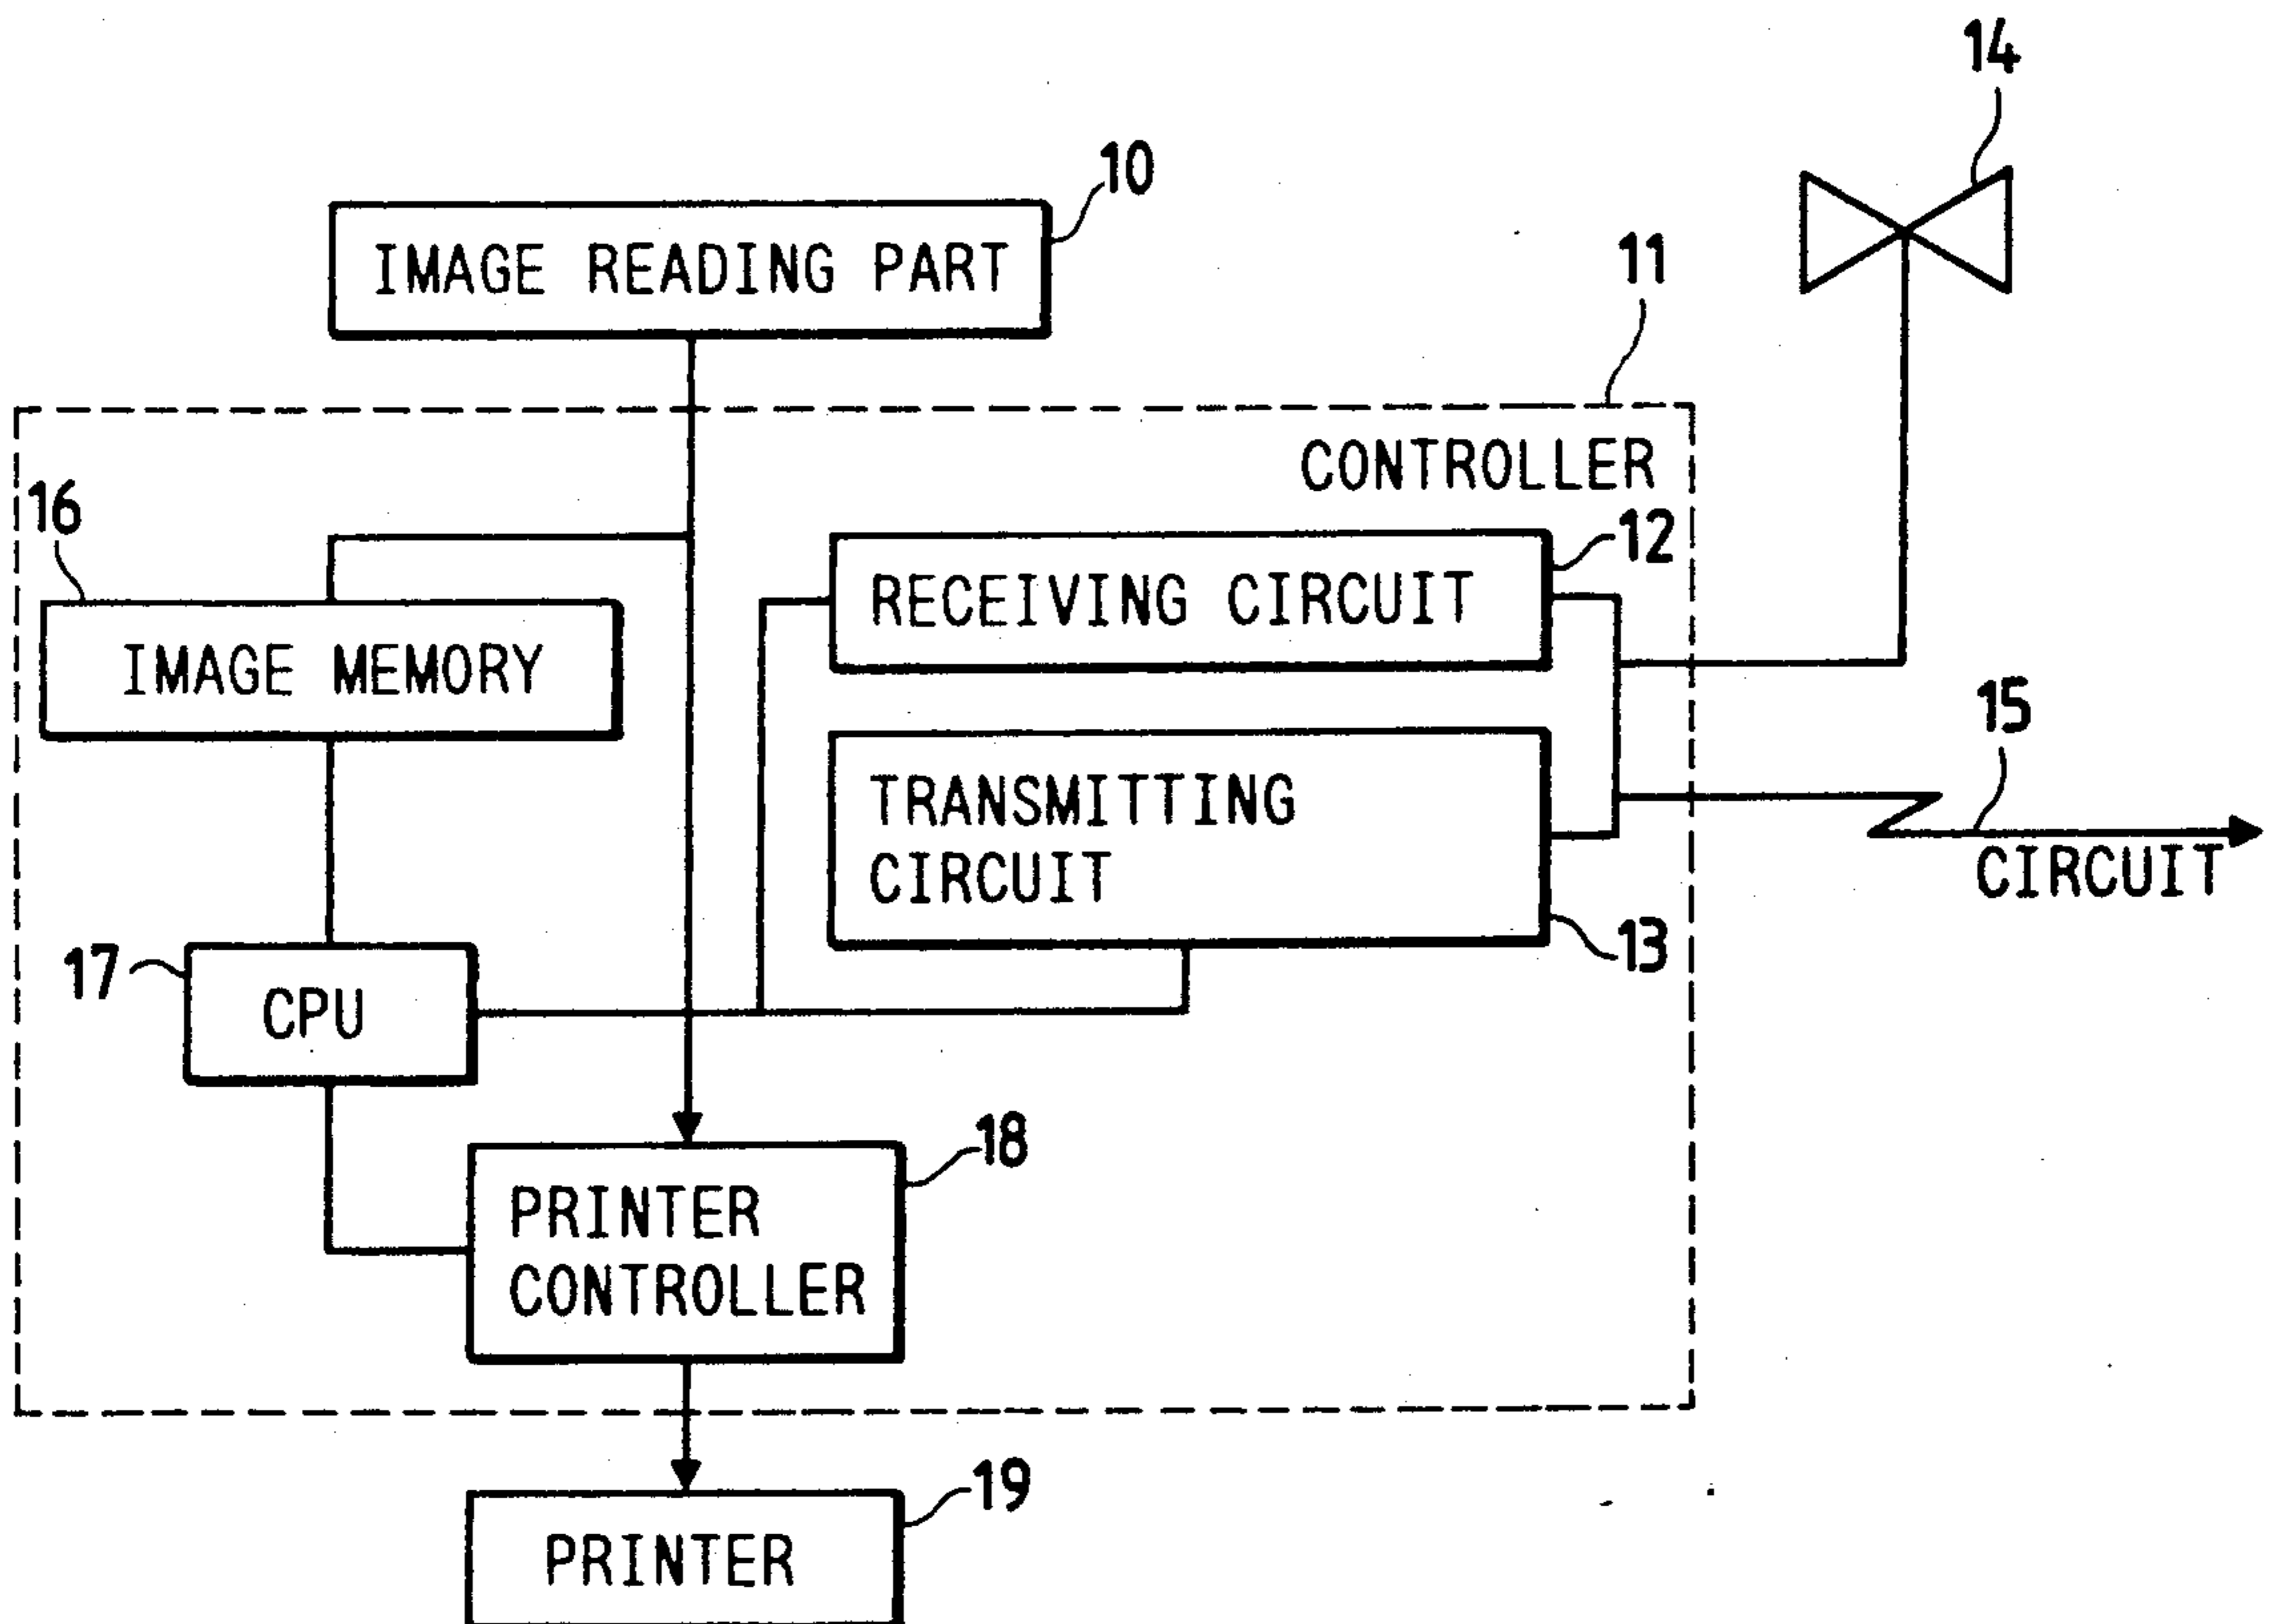 14
10
IMAGE READING PART
11
CONTROLLER
16
12
RECEIVING CIRCUIT
IMAGE MEMORY
15
TRANSMITTING
CIRCUIT
CIRCUIT
13
17
CPU
18
PRINTER
CONTROLLER
19
PRINTER